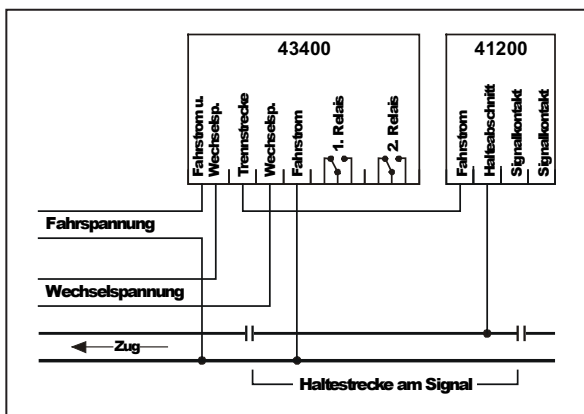 43400
41200
Fahrstrom u.
Wechselsp.
Trennstrecke
Wechselsp.
Fahrstrom
1. Relais
2. Relais
Fahrstrom
Halteabschnitt
Signalkontakt
Signalkontakt
Fahrspannung
Wechselspannung
Zug
Haltestrecke am Signal